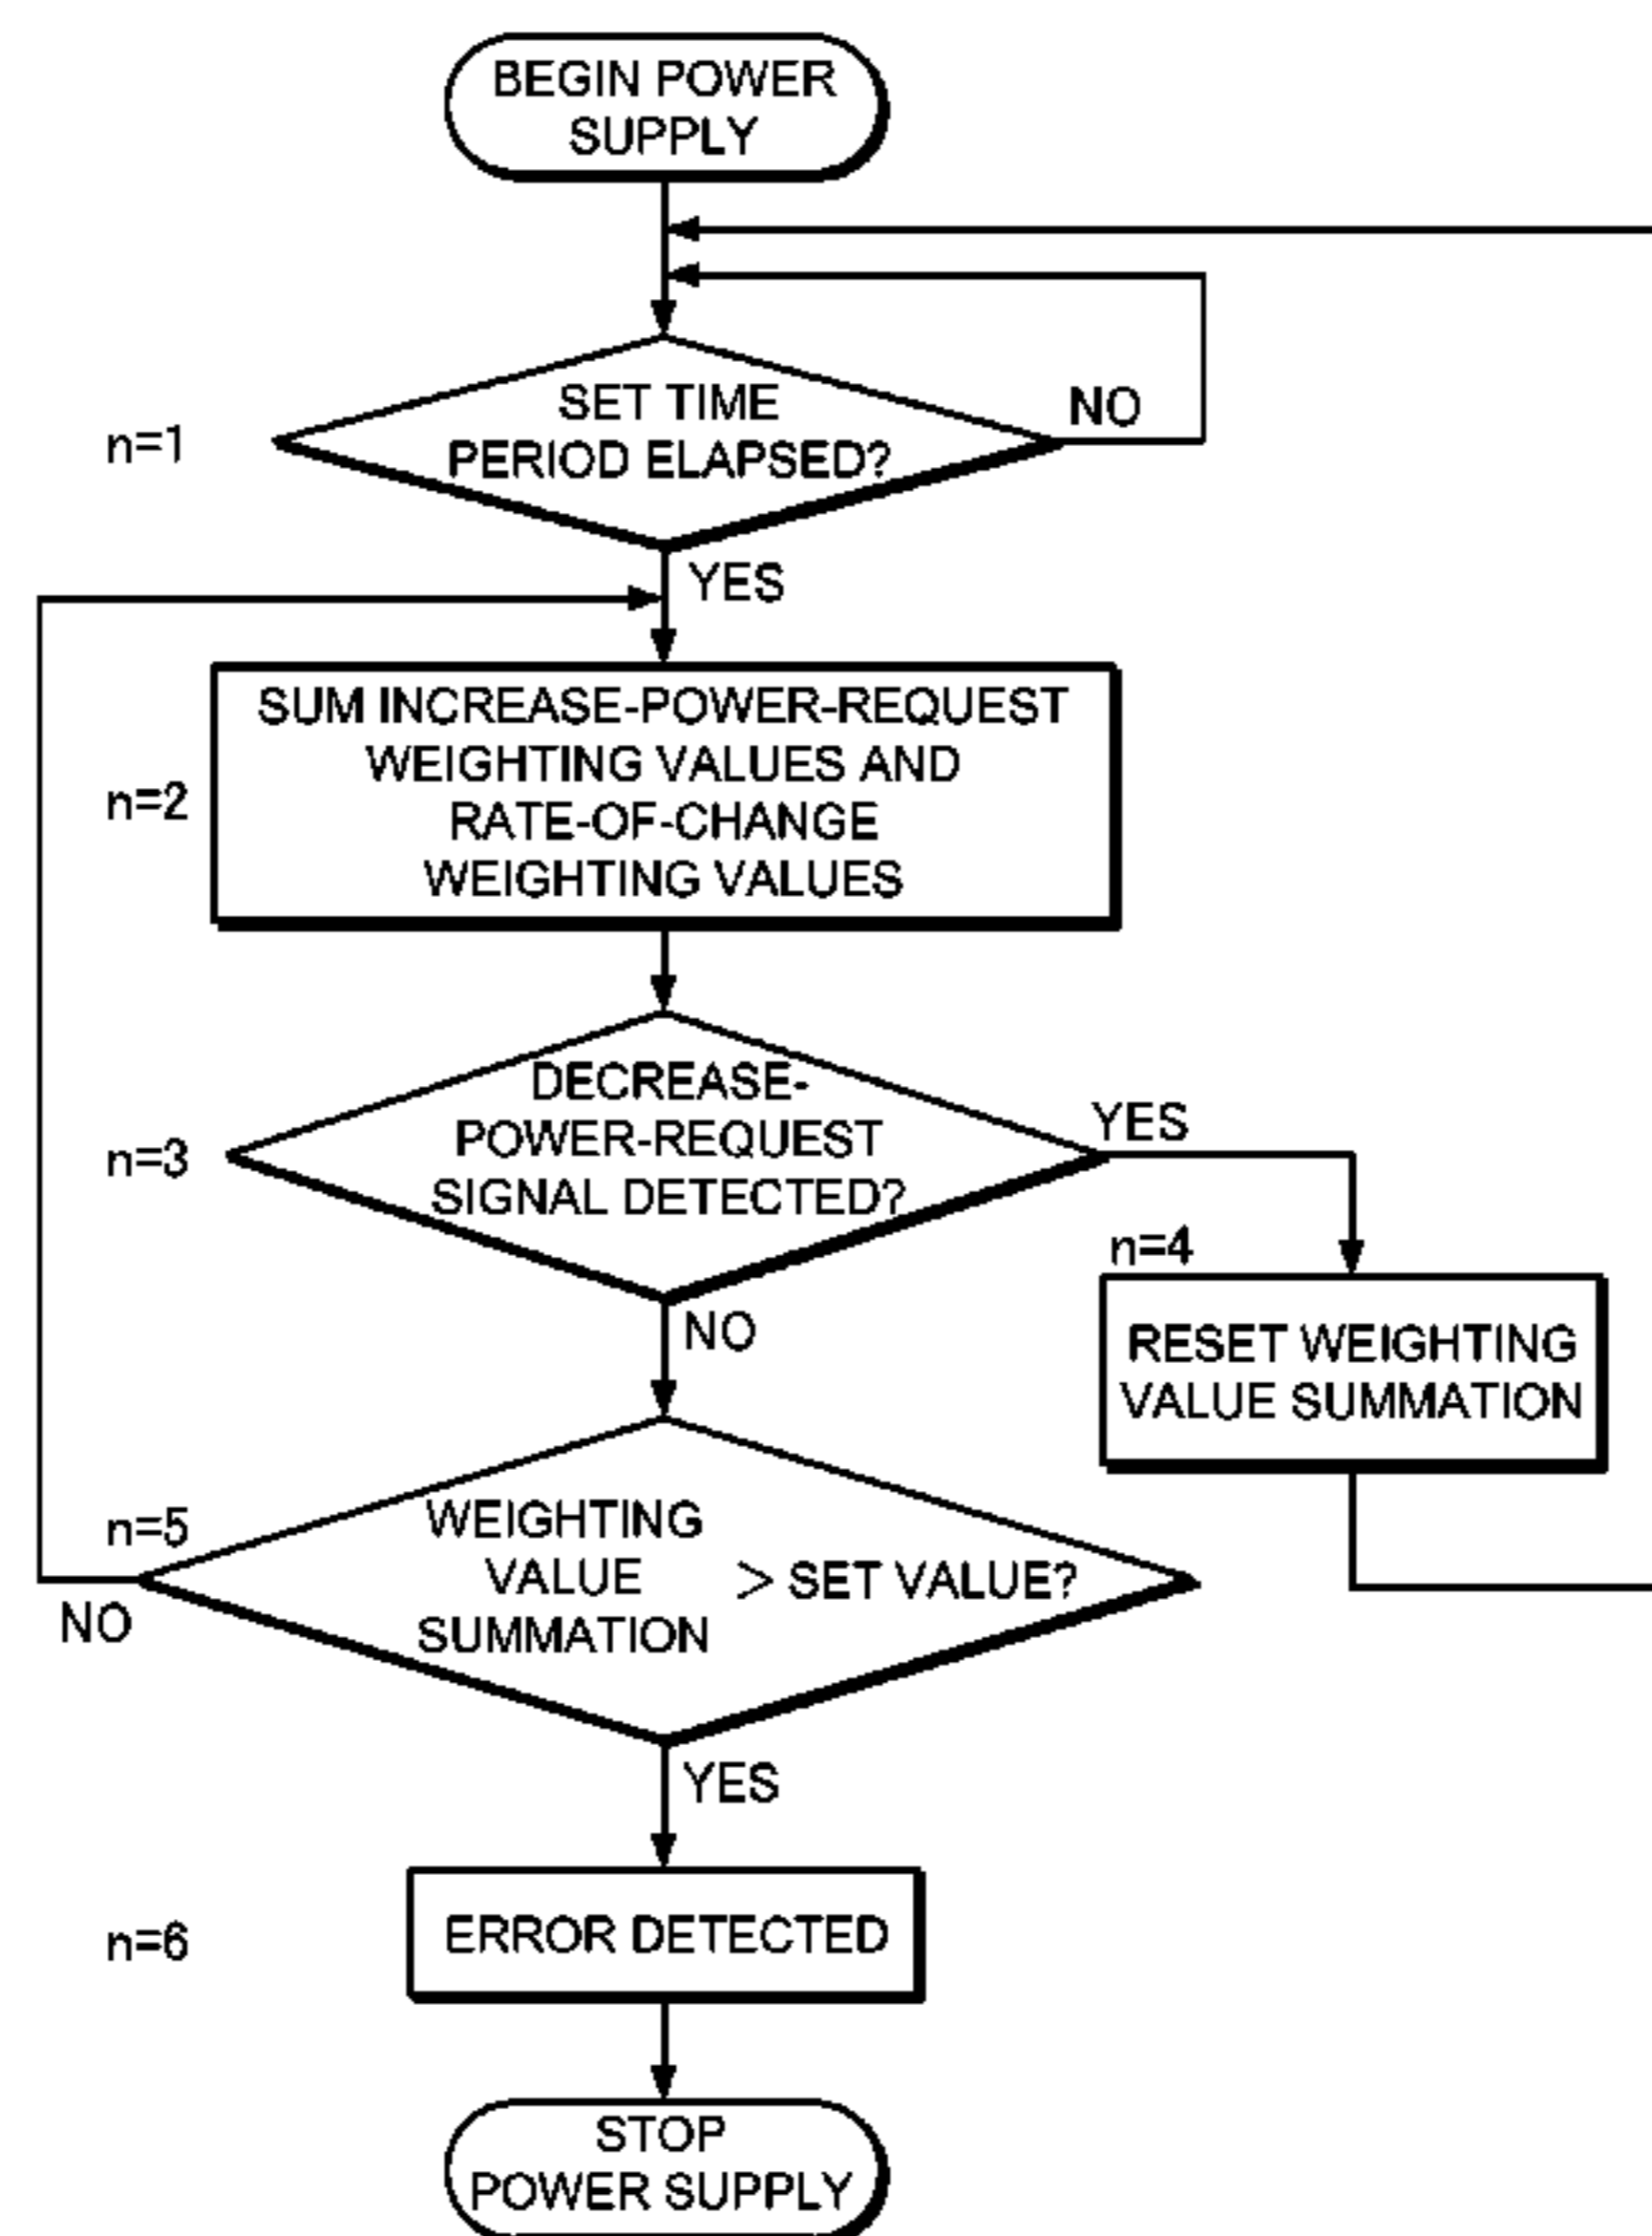 BEGIN POWER
SUPPLY
SET TIME
PERIOD ELAPSED?
NO
n=1
YES
SUM INCREASE-POWER-REQUEST
WEIGHTING VALUES AND
RATE-OF-CHANGE
WEIGHTING VALUES
n=2
DECREASE-
POWER-REQUEST
SIGNAL DETECTED?
YES
n=3
n=4
NO
RESET WEIGHTING
VALUE SUMMATION
n=5
WEIGHTING
VALUE
SUMMATION
> SET VALUE?
NO
YES
ERROR DETECTED
n=6
STOP
POWER SUPPLY